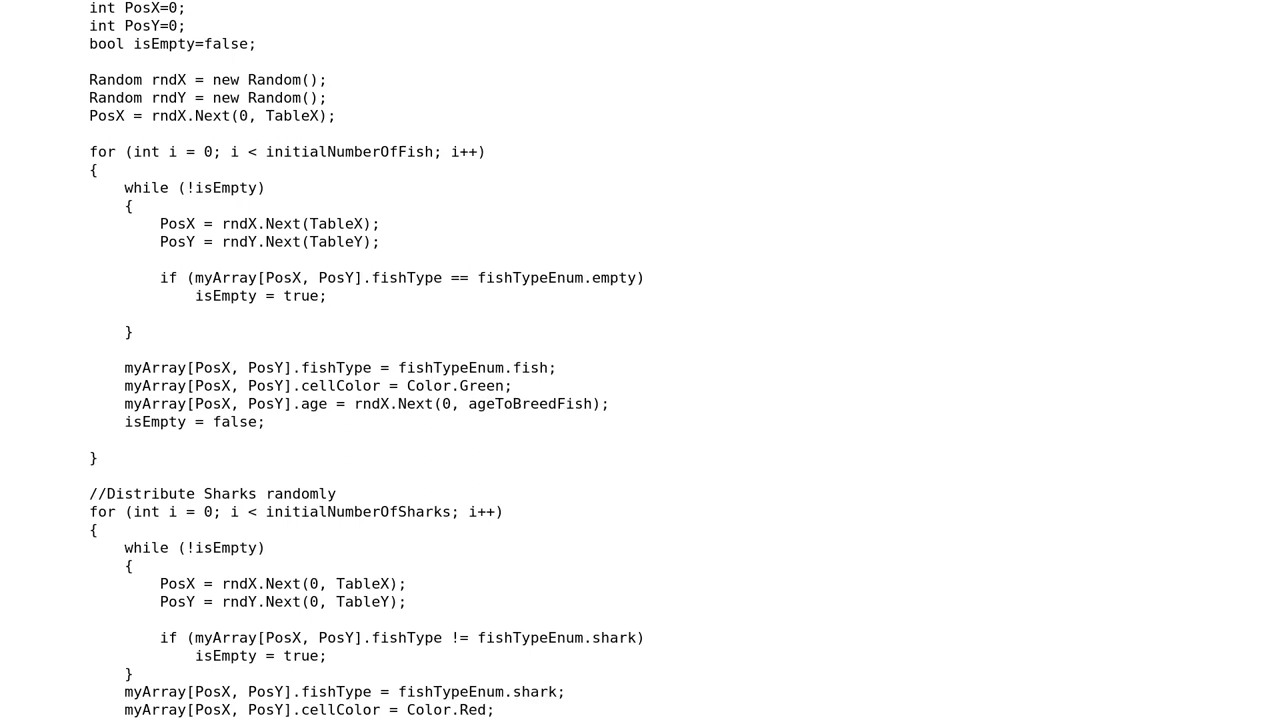 int PosX=0;
int PosY=0;
bool isEmpty=false;
Random rndX = new Random();
Random rndY = new Random();
PosX = rndX.Next(0, TableX);
for (int i = 0; i < initialNumberOfFish; i++)
{
while (!isEmpty)
{
PosX = rndX.Next(TableX);
PosY = rndY.Next(TableY);
if (myArray[PosX, PosY].fishType == fishTypeEnum.empty)
isEmpty = true;
}
myArray[PosX, PosY].fishType = fishTypeEnum.fish;
myArray[PosX, PosY].cellColor = Color.Green;
myArray[PosX, PosY].age = rndX.Next(0, ageToBreedFish);
isEmpty = false;
}
//Distribute Sharks randomly
for (int i = 0; i < initialNumberOfSharks; i++)
{
while (!isEmpty)
{
PosX = rndX.Next(0, TableX);
PosY = rndY.Next(0, TableY);
if (myArray[PosX, PosY].fishType != fishTypeEnum.shark)
isEmpty = true;
}
myArray[PosX, PosY].fishType = fishTypeEnum.shark;
myArray[PosX, PosY].cellColor = Color.Red;